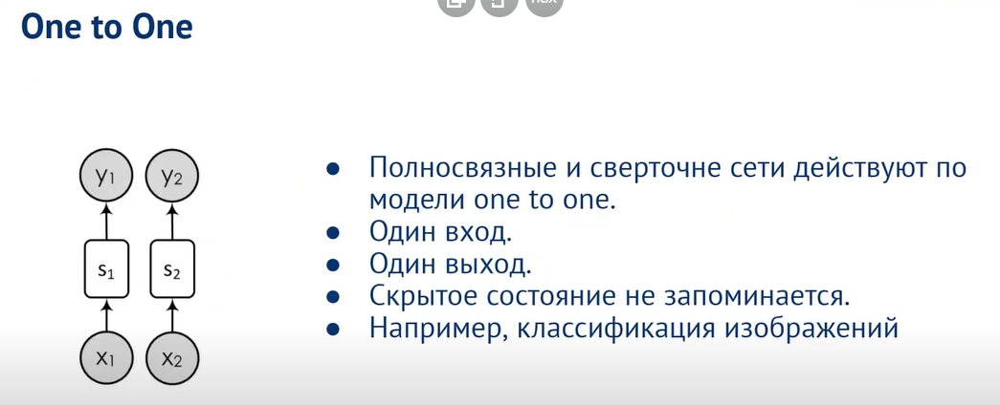 One to One
y1 y2
s1 s2
x1 x2
● Полносвязные и сверточне сети действуют по
модели one to one.
● Один вход.
● Один выход.
● Скрытое состояние не запоминается.
● Например, классификация изображений